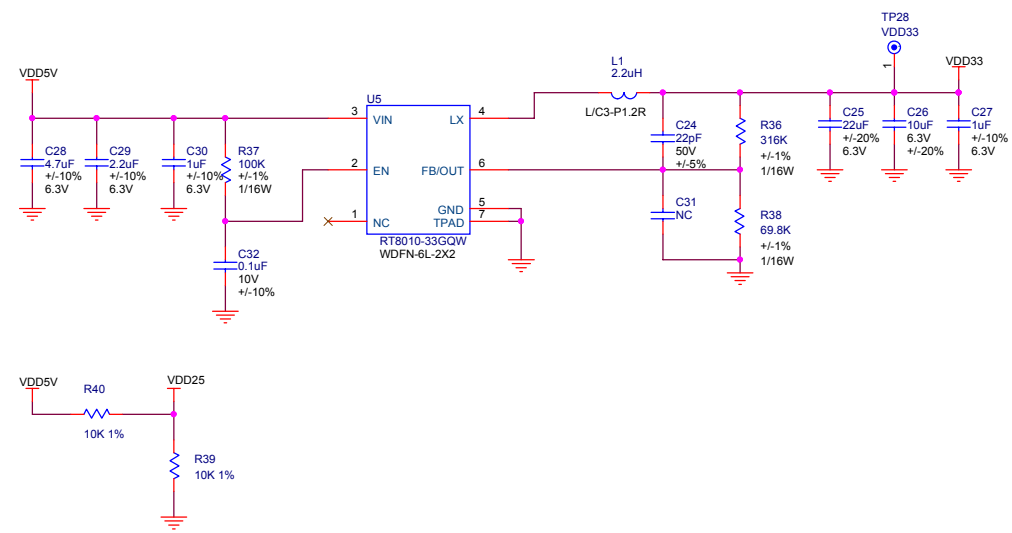 TP28
VDD33
1
VDD5V
L1
2.2uH
L/C3-P1.2R
VDD33
U5
3
VIN
LX
4
2
EN
FB/OUT
6
GND
5
TPAD
7
1
NC
RT8010-33GQW
WDFN-6L-2X2
C28
4.7uF
+/-10%
6.3V
C29
2.2uF
+/-10%
6.3V
C30
1uF
+/-10%
6.3V
R37
100K
+/-1%
1/16W
C32
0.1uF
10V
+/-10%
C24
22pF
50V
+/-5%
R36
316K
+/-1%
1/16W
C31
NC
R38
69.8K
+/-1%
1/16W
C25
22uF
+/-20%
6.3V
C26
10uF
6.3V
+/-20%
C27
1uF
+/-10%
6.3V
VDD5V
R40
10K 1%
VDD25
R39
10K 1%